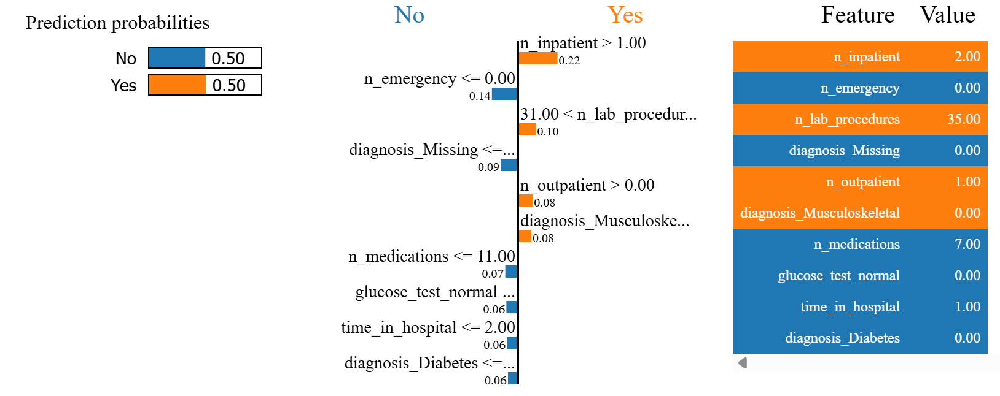 Prediction probabilities
No 0.50
Yes 0.50
No Yes
n_inpatient > 1.00
0.22
n_emergency <= 0.00
0.14
31.00 < n_lab_procedur...
0.10
diagnosis_Missing <=...
0.09
n_outpatient > 0.00
0.08
diagnosis_Musculoske...
0.08
n_medications <= 11.00
0.07
glucose_test_normal ...
0.06
time_in_hospital <= 2.00
0.06
diagnosis_Diabetes <=...
0.06
Feature Value
n_inpatient 2.00
n_emergency 0.00
n_lab_procedures 35.00
diagnosis_Missing 0.00
n_outpatient 1.00
diagnosis_Musculoskeletal 0.00
n_medications 7.00
glucose_test_normal 0.00
time_in_hospital 1.00
diagnosis_Diabetes 0.00